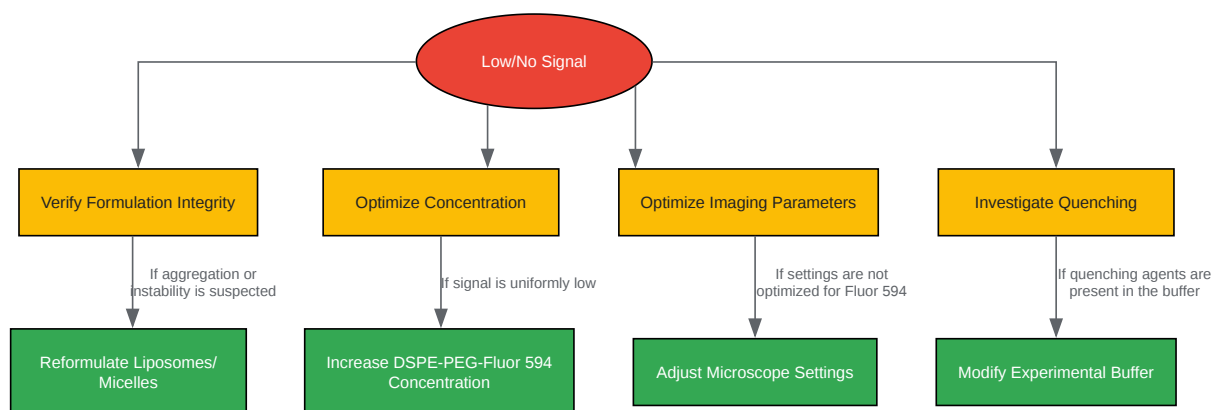 Low/No Signal
Verify Formulation Integrity
Optimize Concentration
Optimize Imaging Parameters
Investigate Quenching
If aggregation or
instability is suspected
If signal is uniformly low
If settings are not
optimized for Fluor 594
If quenching agents are
present in the buffer
Reformulate Liposomes/
Micelles
Increase DSPE-PEG-Fluor 594
Concentration
Adjust Microscope Settings
Modify Experimental Buffer